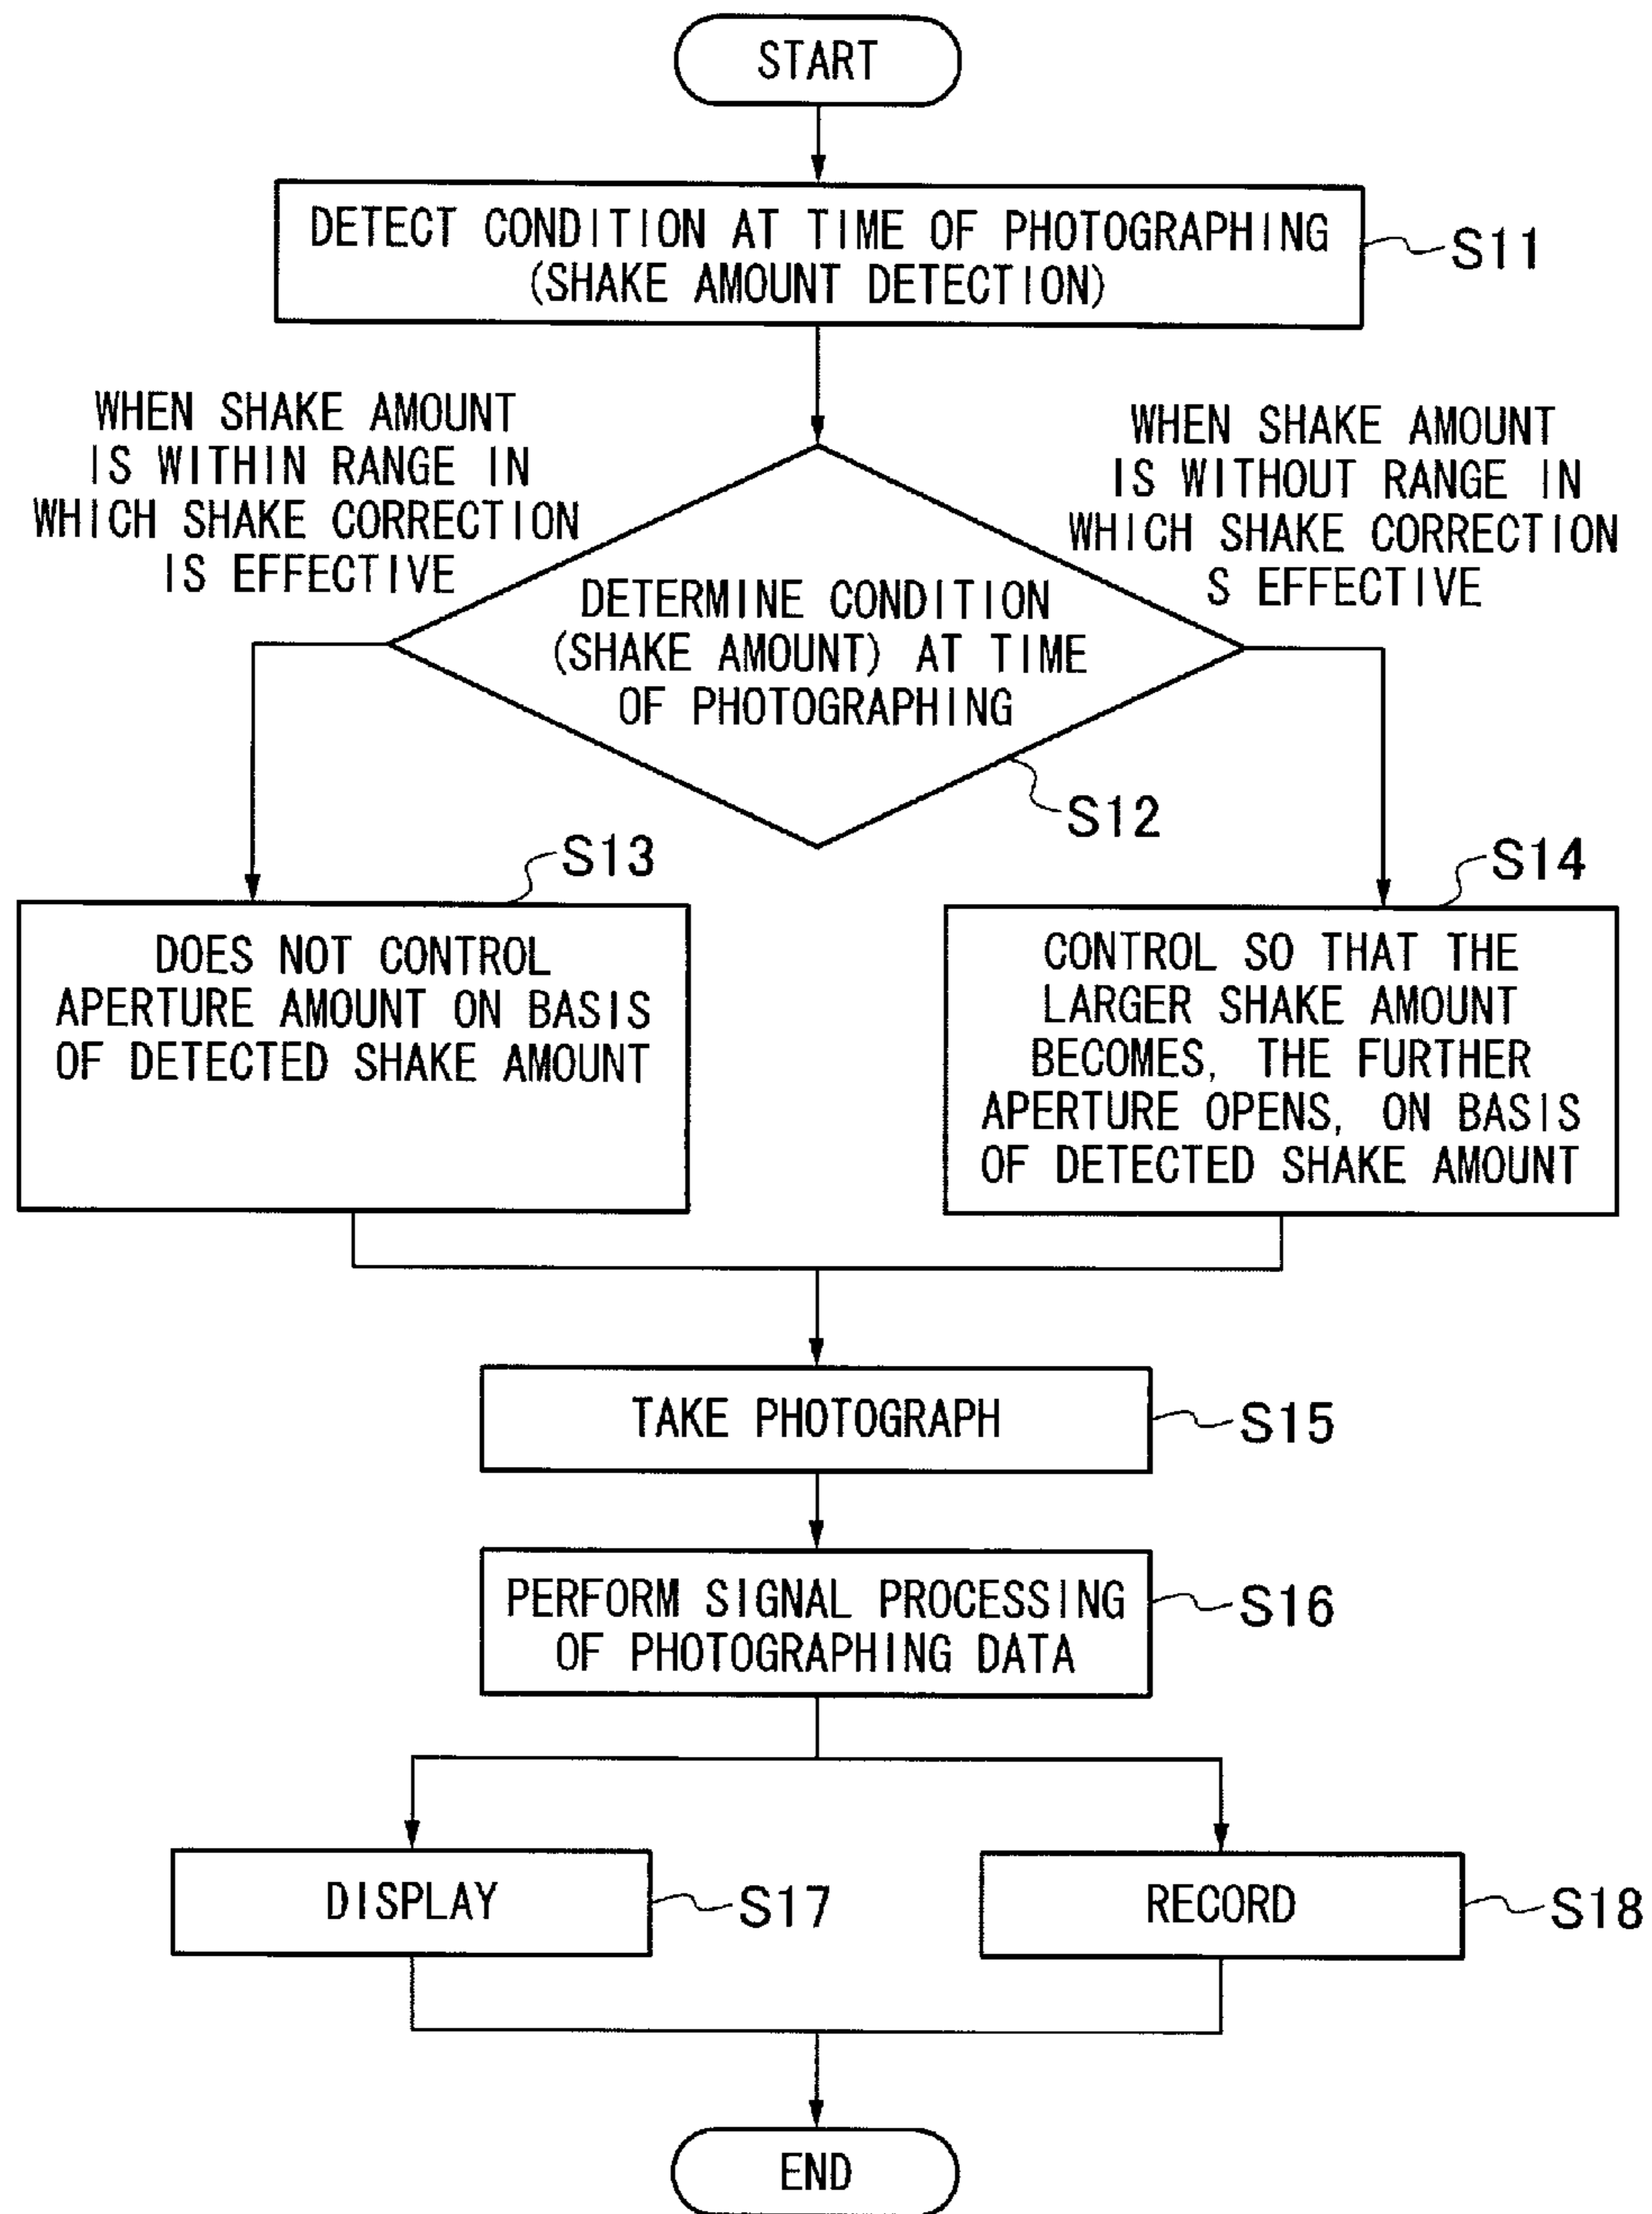 START
DETECT CONDITION AT TIME OF PHOTOGRAPHING
(SHAKE AMOUNT DETECTION)
S11
WHEN SHAKE AMOUNT
IS WITHIN RANGE IN
WHICH SHAKE CORRECTION
IS EFFECTIVE
WHEN SHAKE AMOUNT
IS WITHOUT RANGE IN
WHICH SHAKE CORRECTION
S EFFECTIVE
DETERMINE CONDITION
(SHAKE AMOUNT) AT TIME
OF PHOTOGRAPHING
S12
S13
DOES NOT CONTROL
APERTURE AMOUNT ON BASIS
OF DETECTED SHAKE AMOUNT
S14
CONTROL SO THAT THE
LARGER SHAKE AMOUNT
BECOMES, THE FURTHER
APERTURE OPENS, ON BASIS
OF DETECTED SHAKE AMOUNT
TAKE PHOTOGRAPH
S15
PERFORM SIGNAL PROCESSING
OF PHOTOGRAPHING DATA
S16
DISPLAY
S17
RECORD
S18
END